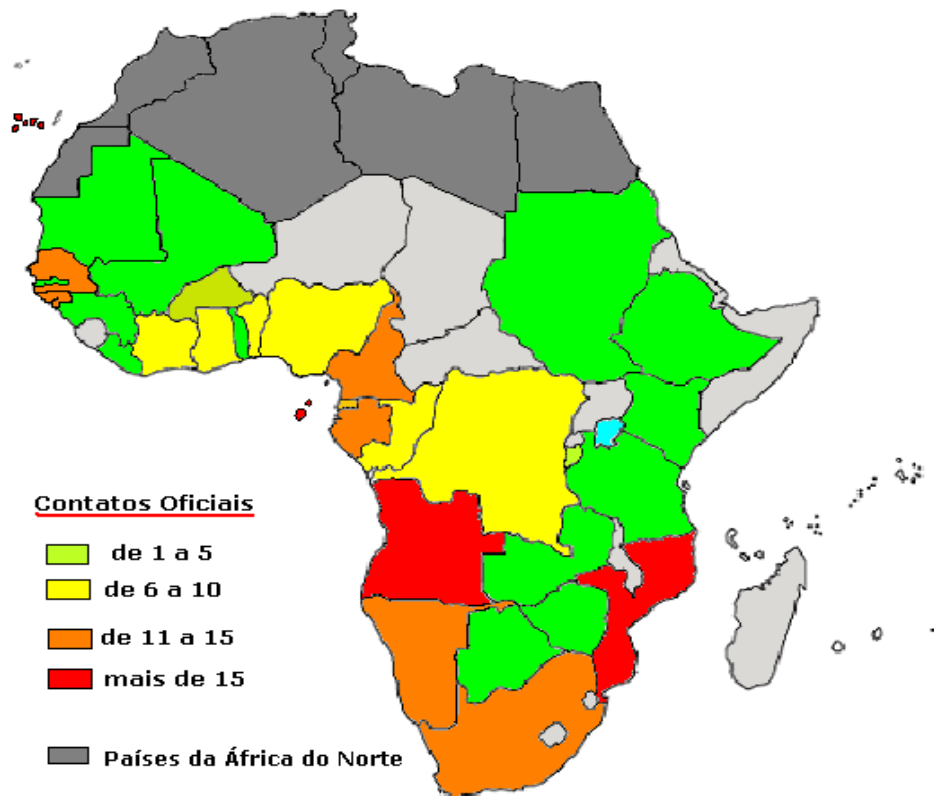 Contatos Oficiais
de 1 a 5
de 6 a 10
de 11 a 15
mais de 15
Países da África do Norte